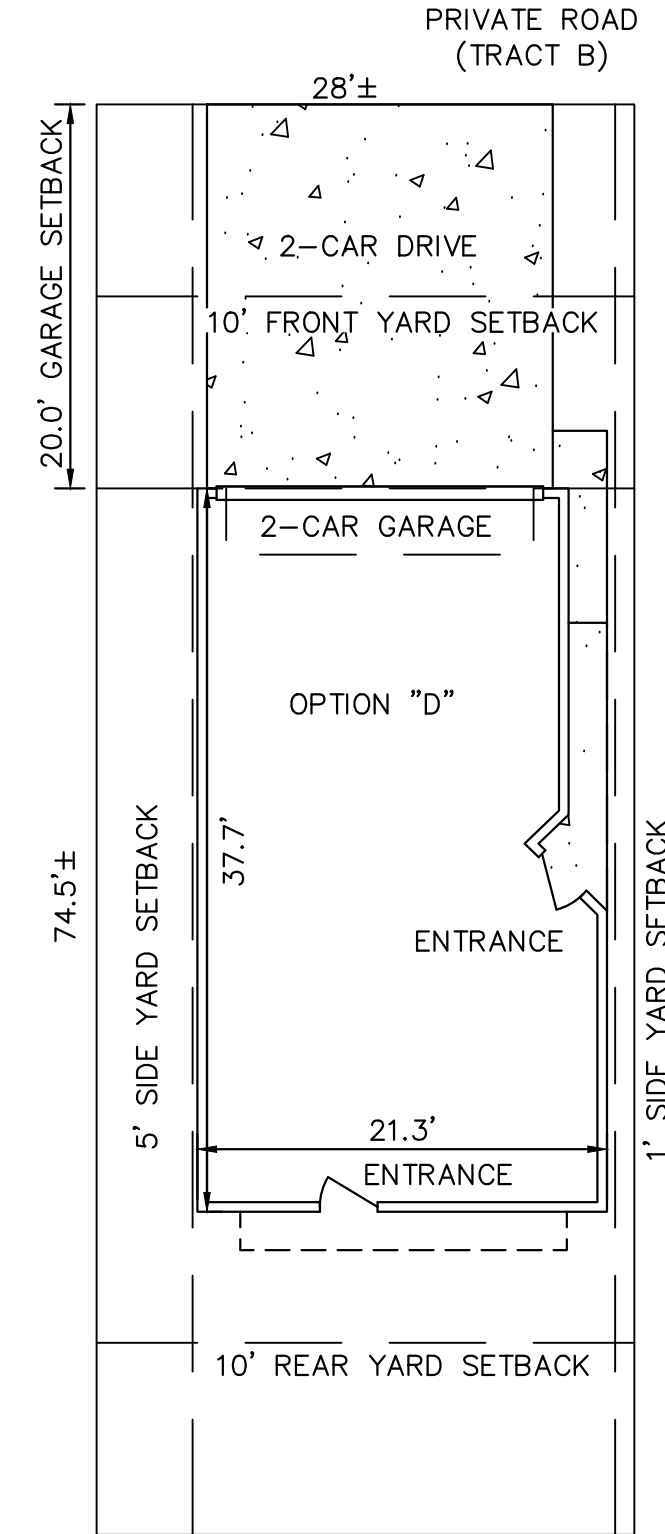 PRIVATE ROAD
(TRACT B)
28'±
20.0' GARAGE SETBACK
2-CAR DRIVE
10' FRONT YARD SETBACK
2-CAR GARAGE
OPTION "D"
74.5'±
5' SIDE YARD SETBACK
37.7'
ENTRANCE
1' SIDE YARD SETBACK
21.3'
ENTRANCE
10' REAR YARD SETBACK